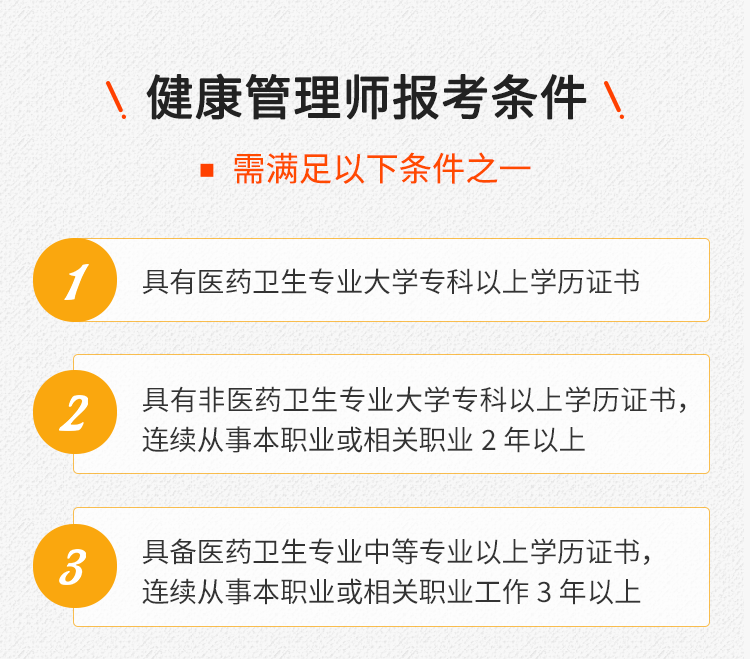 健康管理师报考条件
需满足以下条件之一
1
具有医药卫生专业大学专科以上学历证书
2
具有非医药卫生专业大学专科以上学历证书，
连续从事本职业或相关职业 2 年以上
3
具备医药卫生专业中等专业以上学历证书，
连续从事本职业或相关职业工作 3 年以上